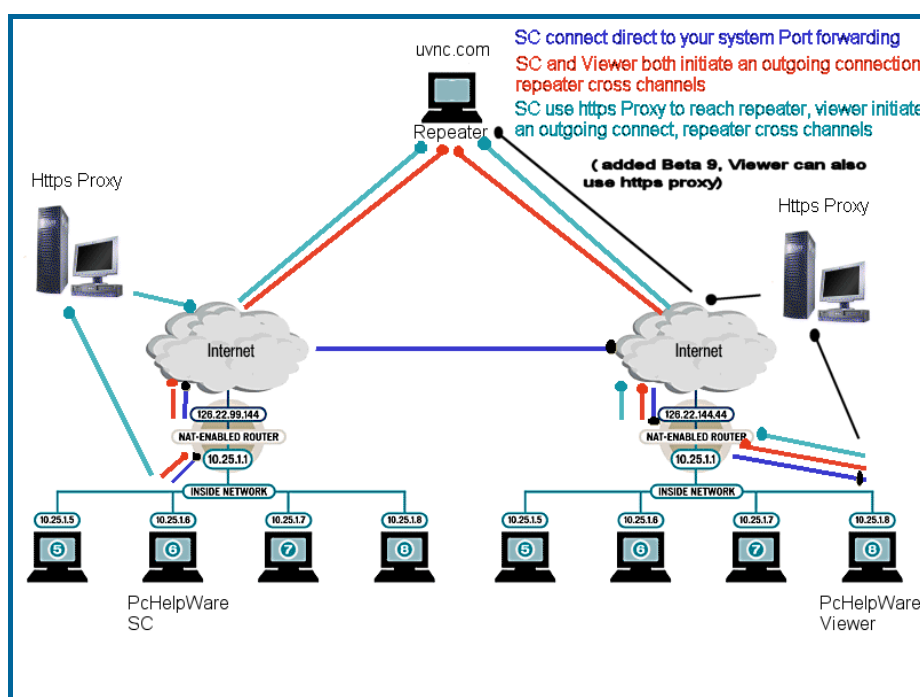 uvnc.com
Repeater
SC connect direct to your system Port forwarding
SC and Viewer both initiate an outgoing connection
repeater cross channels
SC use https Proxy to reach repeater, viewer initiate
an outgoing connect, repeater cross channels
( added Beta 9, Viewer can also
use https proxy)
Https Proxy
Https Proxy
Internet
Internet
126.22.99.144
NAT-ENABLED ROUTER
10.25.1.1
INSIDE NETWORK
10.25.1.5
10.25.1.6
10.25.1.7
10.25.1.8
5
6
7
8
PcHelpWare
SC
126.22.144.44
NAT-ENABLED ROUTER
10.25.1.1
INSIDE NETWORK
10.25.1.5
10.25.1.6
10.25.1.7
10.25.1.8
5
6
7
8
PcHelpWare
Viewer